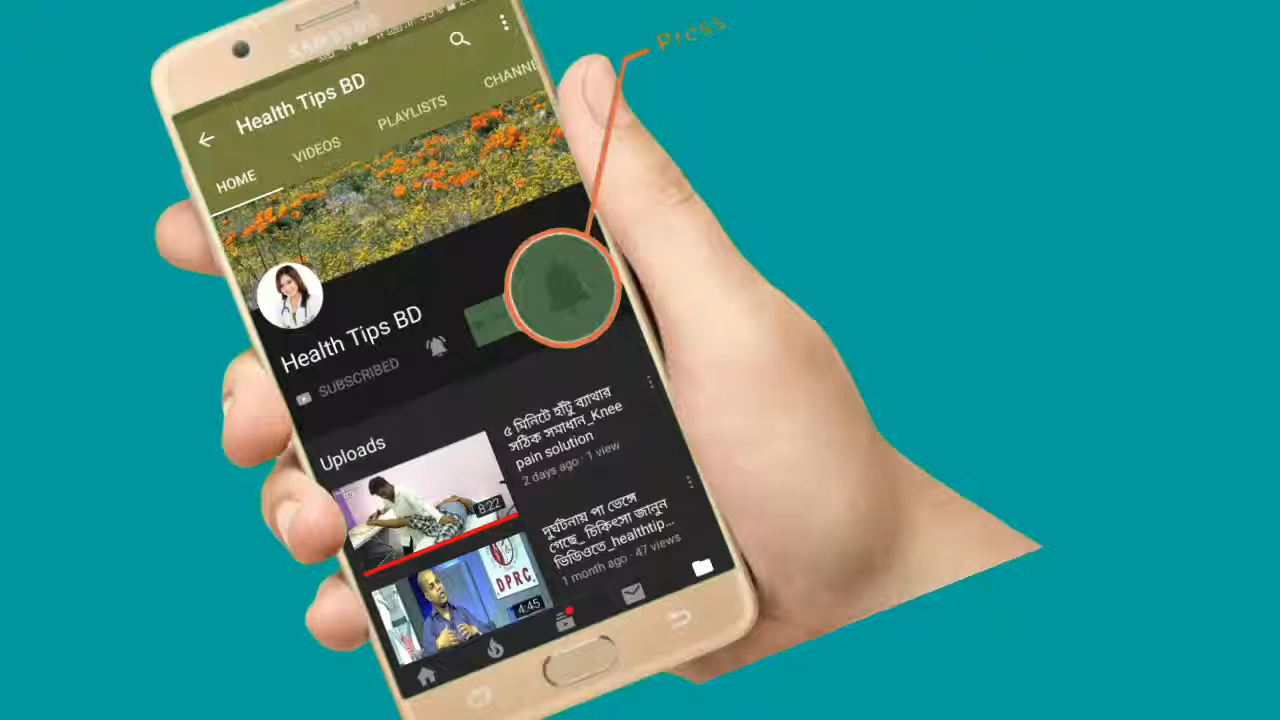 Press
SAMSUNG
Health Tips BD
HOME
VIDEOS
PLAYLISTS
CHANNE
Health Tips BD
SUBSCRIBED
Uploads
৫ মিনিটে হাঁটু ব্যাথার
সঠিক সমাধান_Knee
pain solution
2 days ago · 1 view
8:22
দুর্ঘটনায় পা ভেঙ্গে
গেছে_ চিকিৎসা জানুন
ভিডিওতে_healthtip...
1 month ago · 47 views
DPRC
4:45